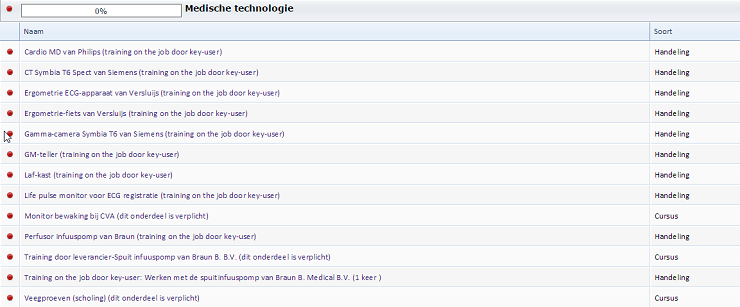 0% Medische technologie
Naam Soort
Cardio MD van Philips (training on the job door key-user) Handeling
CT Symbia T6 Spect van Siemens (training on the job door key-user) Handeling
Ergometrie ECG-apparaat van Versluijs (training on the job door key-user) Handeling
Ergometrie-fiets van Versluijs (training on the job door key-user) Handeling
Gamma-camera Symbia T6 van Siemens (training on the job door key-user) Handeling
GM-teller (training on the job door key-user) Handeling
Laf-kast (training on the job door key-user) Handeling
Life pulse monitor voor ECG registratie (training on the job door key-user) Handeling
Monitor bewaking bij CVA (dit onderdeel is verplicht) Cursus
Perfusor Infuuspomp van Braun (training on the job door key-user) Handeling
Training door leverancier-Spuit infuuspomp van Braun B. B.V. (dit onderdeel is verplicht) Cursus
Training on the job door key-user: Werken met de spuitinfuuspomp van Braun B. Medical B.V. (1 keer ) Handeling
Veegproeven (scholing) (dit onderdeel is verplicht) Cursus